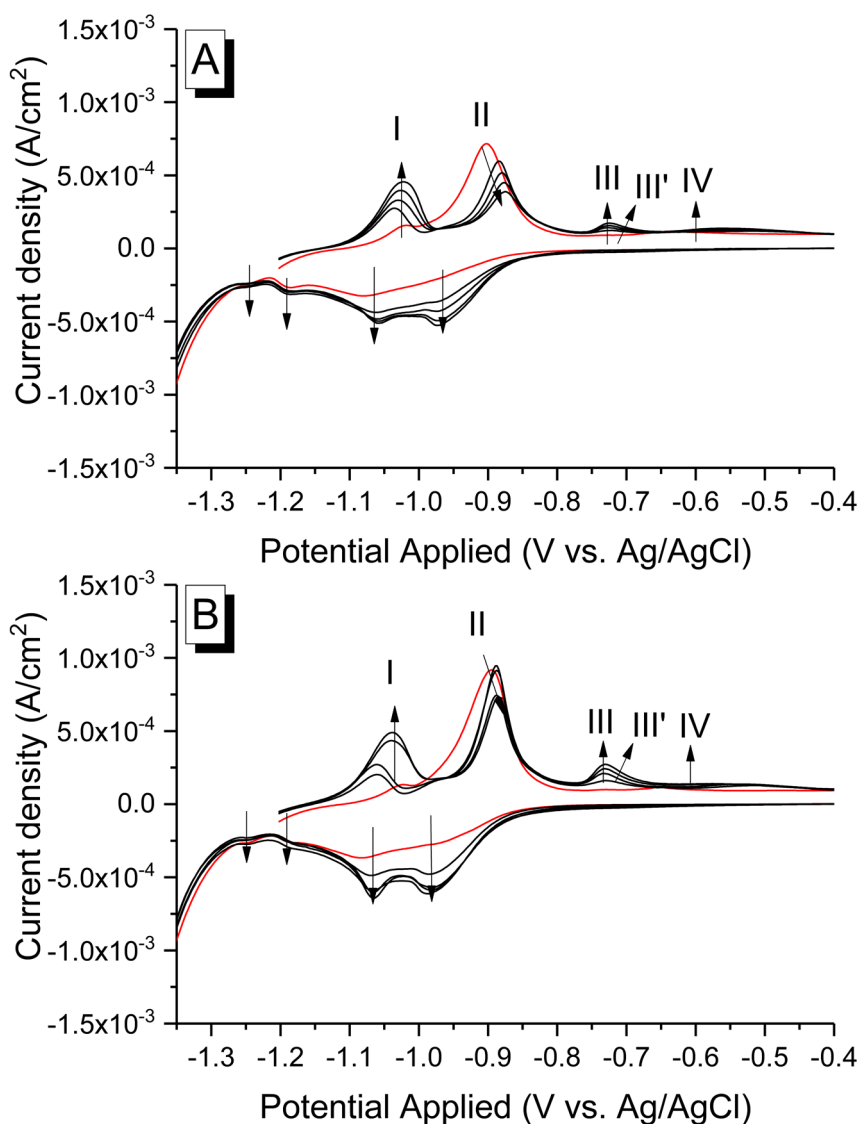 A
Current density (A/cm²)
1.5x10⁻³
1.0x10⁻³
5.0x10⁻⁴
0.0
-5.0x10⁻⁴
-1.0x10⁻³
-1.5x10⁻³
I
II
III
III'
IV
-1.3 -1.2 -1.1 -1.0 -0.9 -0.8 -0.7 -0.6 -0.5 -0.4
Potential Applied (V vs. Ag/AgCl)
B
Current density (A/cm²)
1.5x10⁻³
1.0x10⁻³
5.0x10⁻⁴
0.0
-5.0x10⁻⁴
-1.0x10⁻³
-1.5x10⁻³
I
II
III
III'
IV
-1.3 -1.2 -1.1 -1.0 -0.9 -0.8 -0.7 -0.6 -0.5 -0.4
Potential Applied (V vs. Ag/AgCl)